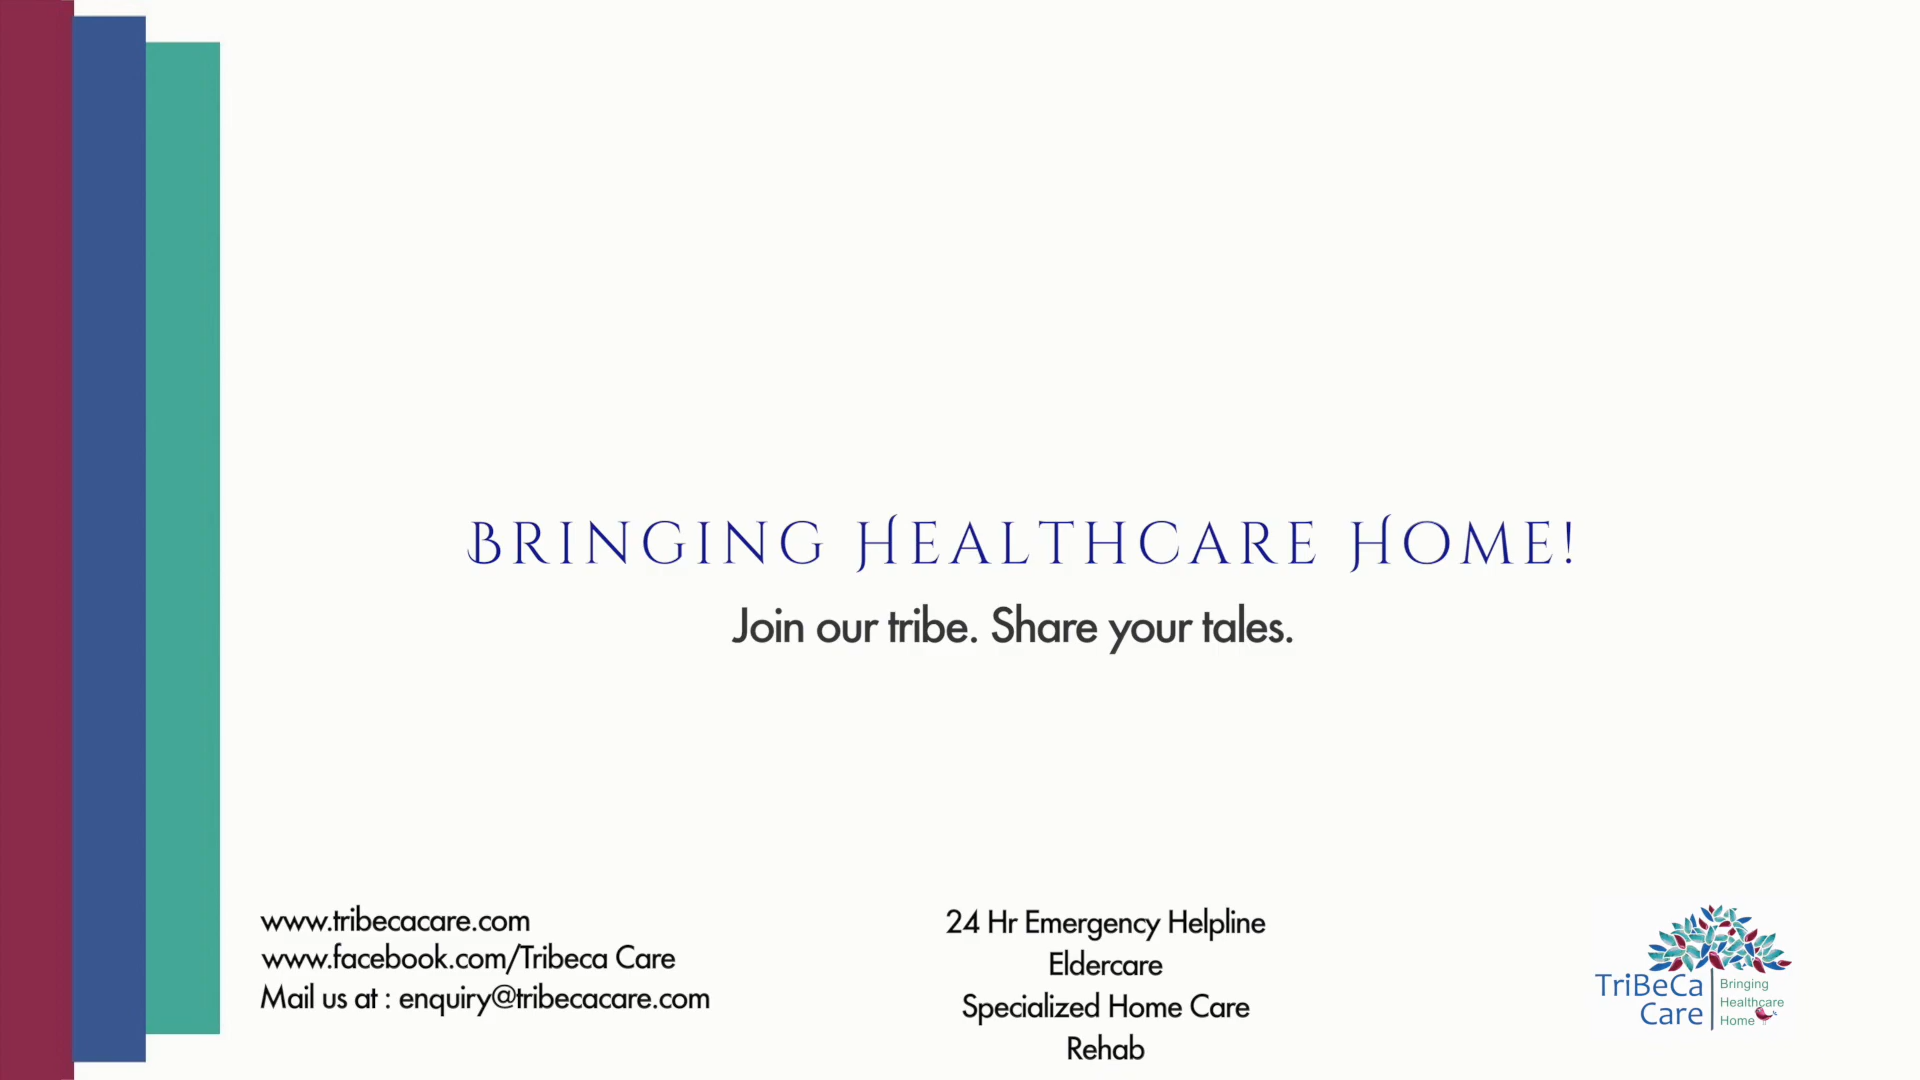 BRINGING HEALTHCARE HOME!
Join our tribe. Share your tales.
www.tribecacare.com
www.facebook.com/Tribeca Care
Mail us at : enquiry@tribecacare.com
24 Hr Emergency Helpline
Eldercare
Specialized Home Care
Rehab
TriBeCa
Care
Bringing
Healthcare
Home